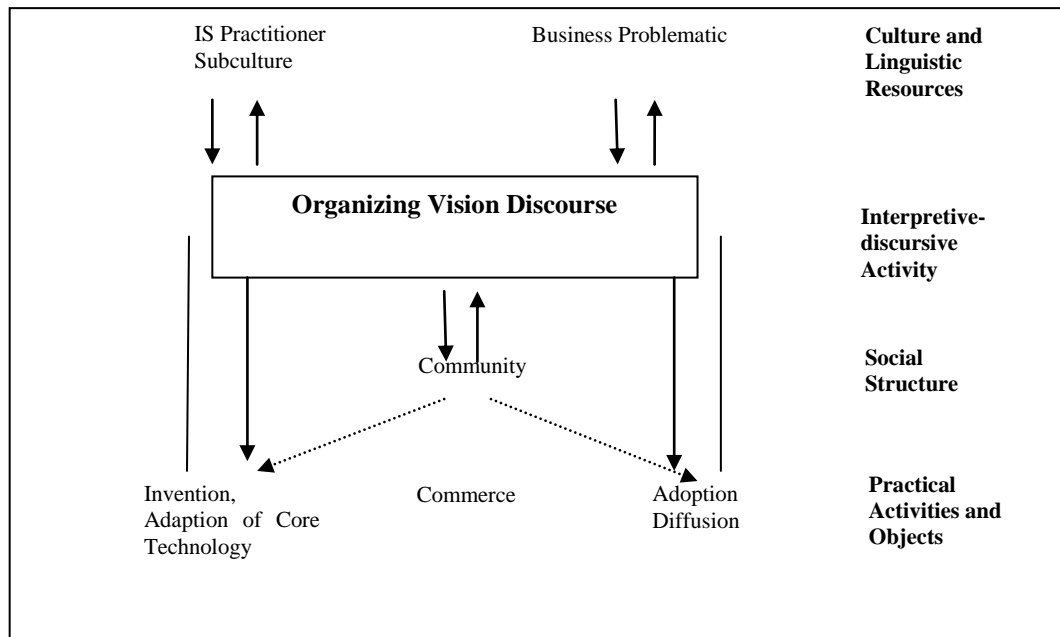 IS Practitioner
Subculture
Business Problematic
Culture and
Linguistic
Resources
Organizing Vision Discourse
Interpretive-
discursive
Activity
Community
Social
Structure
Invention,
Adaption of Core
Technology
Commerce
Adoption
Diffusion
Practical
Activities and
Objects